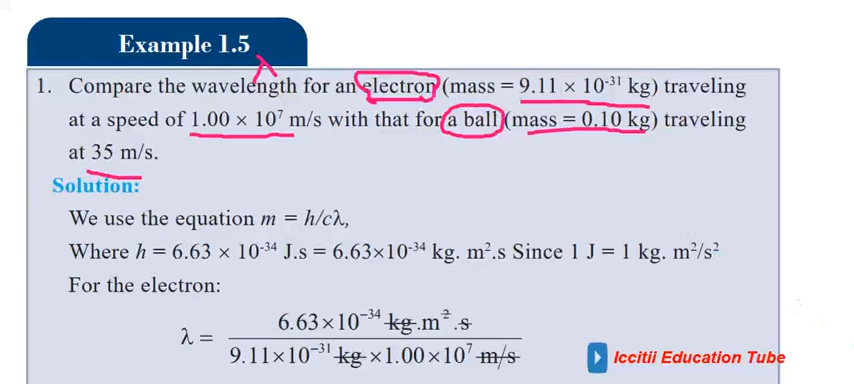 Example 1.5
λ
1. Compare the wavelength for an electron (mass = 9.11 × 10⁻³¹ kg) traveling
at a speed of 1.00 × 10⁷ m/s with that for a ball (mass = 0.10 kg) traveling
at 35 m/s.
Solution:
We use the equation m = h/cλ,
Where h = 6.63 × 10⁻³⁴ J.s = 6.63×10⁻³⁴ kg. m².s Since 1 J = 1 kg. m²/s²
For the electron:
λ = 6.63×10⁻³⁴ kg.m².s
9.11×10⁻³¹ kg ×1.00×10⁷ m/s
Iccitii Education Tube